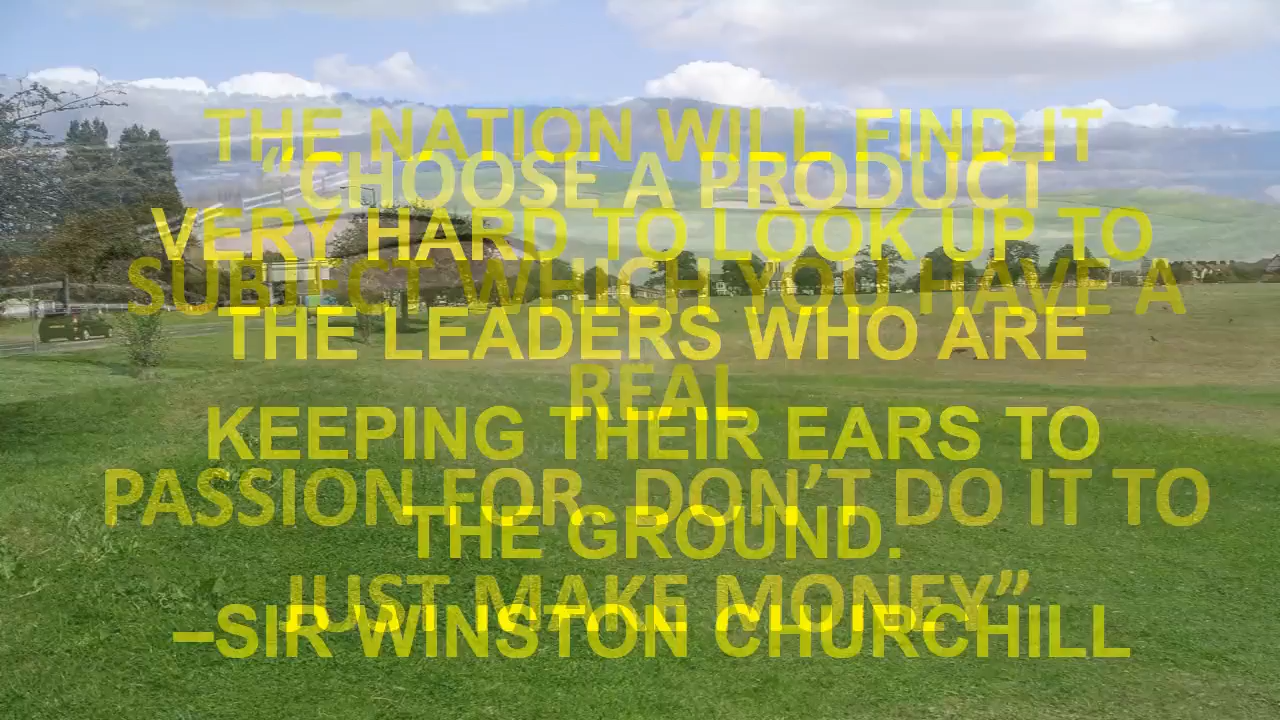 THE NATION WILL FIND IT
VERY HARD TO LOOK UP TO
THE LEADERS WHO ARE
KEEPING THEIR EARS TO
THE GROUND.
–SIR WINSTON CHURCHILL
“CHOOSE A PRODUCT
SUBJECT WHICH YOU HAVE A
REAL
PASSION FOR. DON’T DO IT TO
JUST MAKE MONEY”